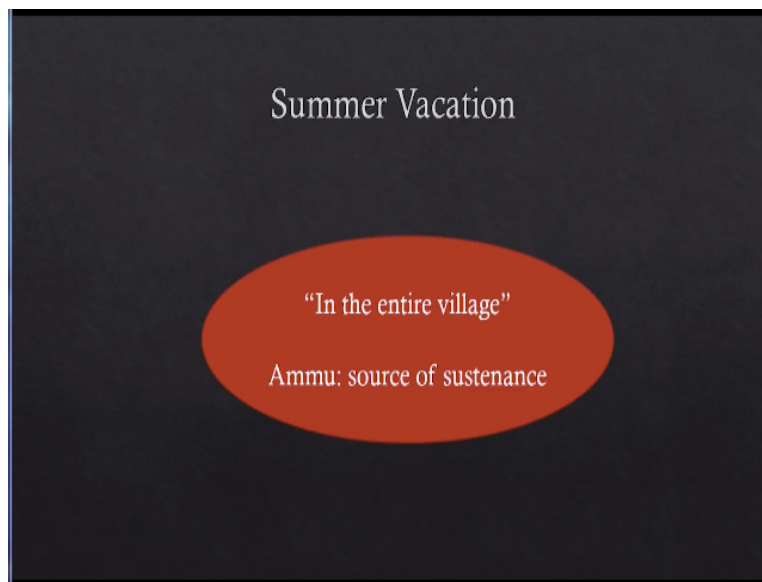 Summer Vacation
“In the entire village”
Ammu: source of sustenance